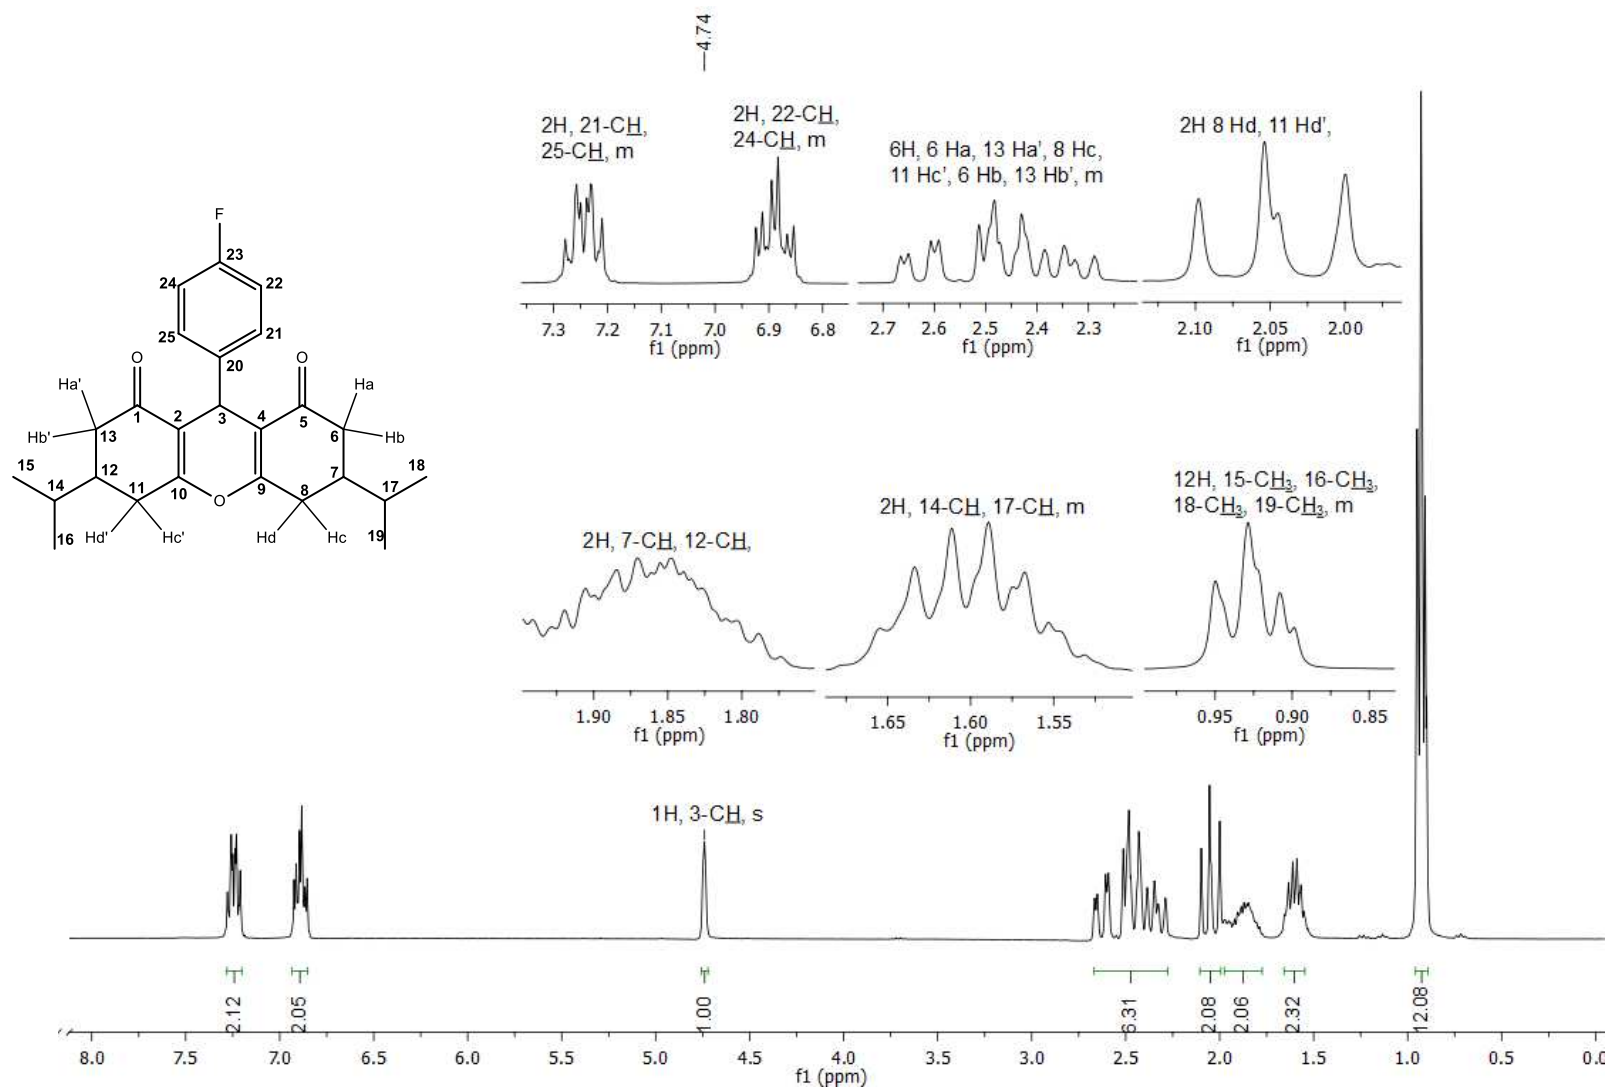 —4.74
2H, 21-CH,
25-CH, m
2H, 22-CH,
24-CH, m
6H, 6 Ha, 13 Ha', 8 Hc,
11 Hc', 6 Hb, 13 Hb', m
2H 8 Hd, 11 Hd',
7.3 7.2 7.1 7.0 6.9 6.8
f1 (ppm)
2.7 2.6 2.5 2.4 2.3
f1 (ppm)
2.10 2.05 2.00
f1 (ppm)
F
23
24 22
25 21
20
O O
Ha' Ha
1 2 3 4 5
Hb' 13 6 Hb
15 12 7 18
14 10 O 9 17
11 8
16 Hd' Hc' Hd Hc 19
2H, 7-CH, 12-CH,
2H, 14-CH, 17-CH, m
12H, 15-CH3, 16-CH3,
18-CH3, 19-CH3, m
1.90 1.85 1.80
f1 (ppm)
1.65 1.60 1.55
f1 (ppm)
0.95 0.90 0.85
f1 (ppm)
1H, 3-CH, s
2.12 2.05 1.00 6.31 2.08 2.06 2.32 12.08
8.0 7.5 7.0 6.5 6.0 5.5 5.0 4.5 4.0 3.5 3.0 2.5 2.0 1.5 1.0 0.5 0.0
f1 (ppm)